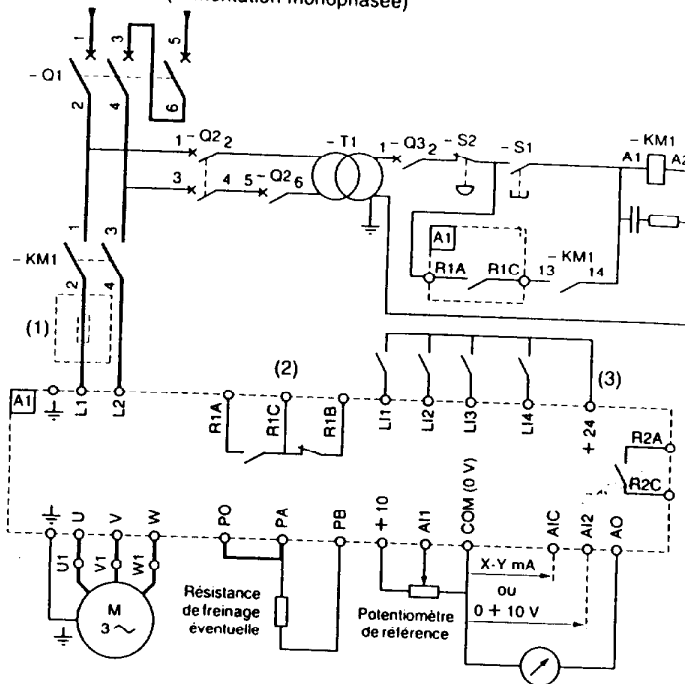 monophasée)
1 3 5
- Q1
2 4 6
1 - Q2 2
- T1
1 - Q3 2
- S2
- S1
- KM1
A1 A2
3 4 5 - Q2 6
A1
R1A R1C 13 - KM1 14
1 3
- KM1
2 4
(1)
(2)
(3)
A1
L1 L2
R1A R1C R1B
LI1 LI2 LI3 LI4 + 24
R2A
R2C
U V W
PO PA PB
+ 10 AI1 COM (0 V)
AIC AI2 AO
U1 V1 W1
M
3 ~
Résistance
de freinage
éventuelle
Potentiomètre
de référence
X-Y mA
ou
0 + 10 V